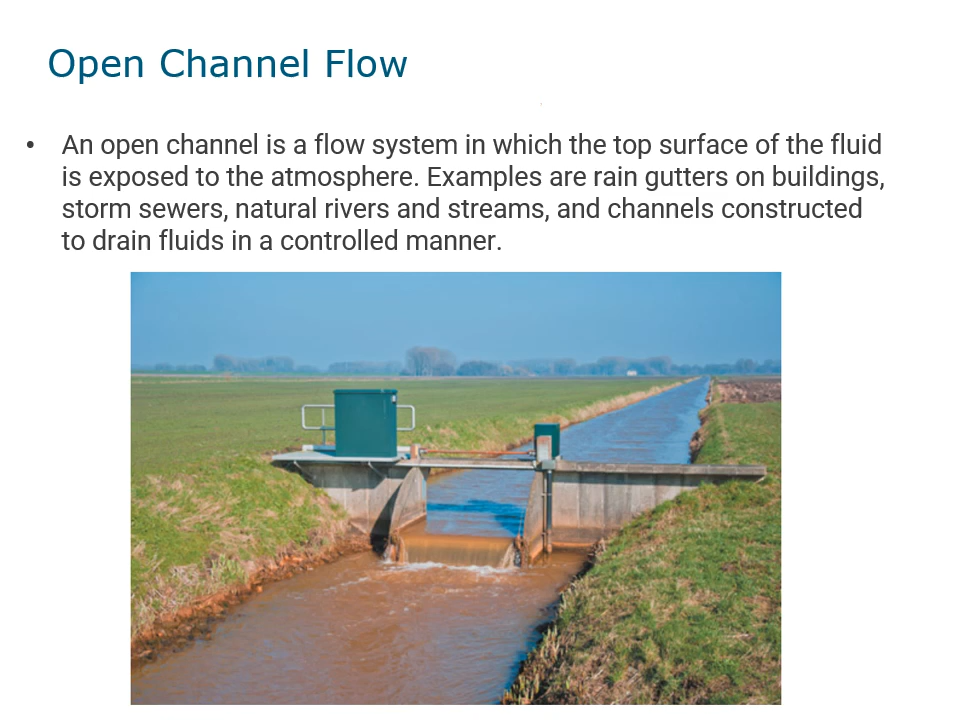 Open Channel Flow
• An open channel is a flow system in which the top surface of the fluid
is exposed to the atmosphere. Examples are rain gutters on buildings,
storm sewers, natural rivers and streams, and channels constructed
to drain fluids in a controlled manner.